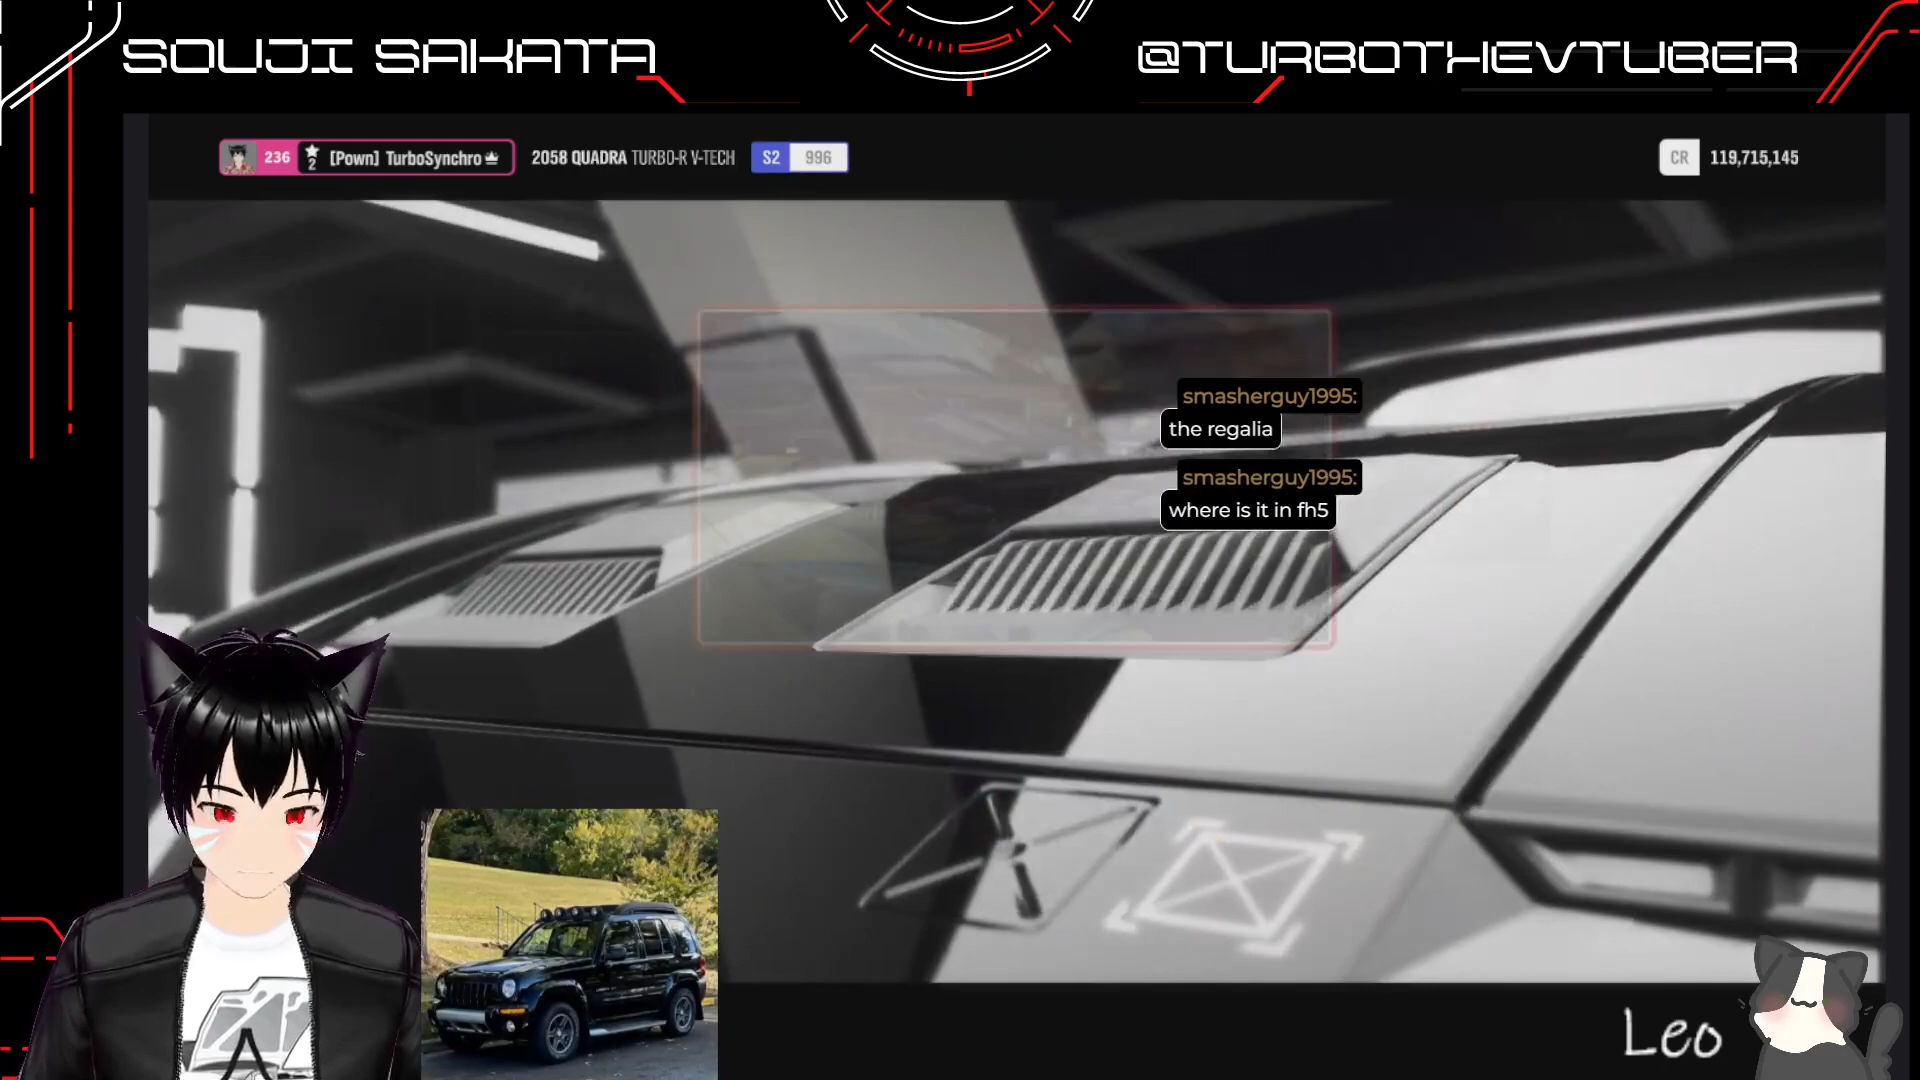 SOUJI SAKATA
@TURBOTHEVTUBER
236 2 [Pown] TurboSynchro 2058 QUADRA TURBO-R V-TECH S2 996
CR 119,715,145
smasherguy1995:
the regalia
smasherguy1995:
where is it in fh5
Leo